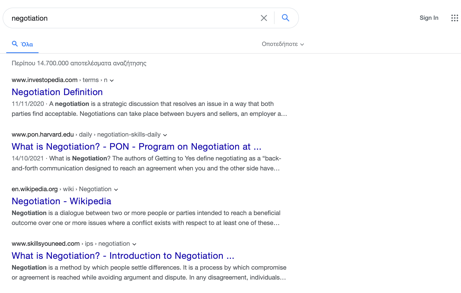 negotiation
Sign In
Όλα
Οποτεδήποτε
Περίπου 14.700.000 αποτελέσματα αναζήτησης
www.investopedia.com › terms › n
Negotiation Definition
11/11/2020 · A negotiation is a strategic discussion that resolves an issue in a way that both
parties find acceptable. Negotiations can take place between buyers and sellers, an employer a…
www.pon.harvard.edu › daily › negotiation-skills-daily
What is Negotiation? - PON - Program on Negotiation at ...
14/10/2021 · What is Negotiation? The authors of Getting to Yes define negotiating as a “back-
and-forth communication designed to reach an agreement when you and the other side have…
en.wikipedia.org › wiki › Negotiation
Negotiation - Wikipedia
Negotiation is a dialogue between two or more people or parties intended to reach a beneficial
outcome over one or more issues where a conflict exists with respect to at least one of these…
www.skillsyouneed.com › ips › negotiation
What is Negotiation? - Introduction to Negotiation ...
Negotiation is a method by which people settle differences. It is a process by which compromise
or agreement is reached while avoiding argument and dispute. In any disagreement, individuals…